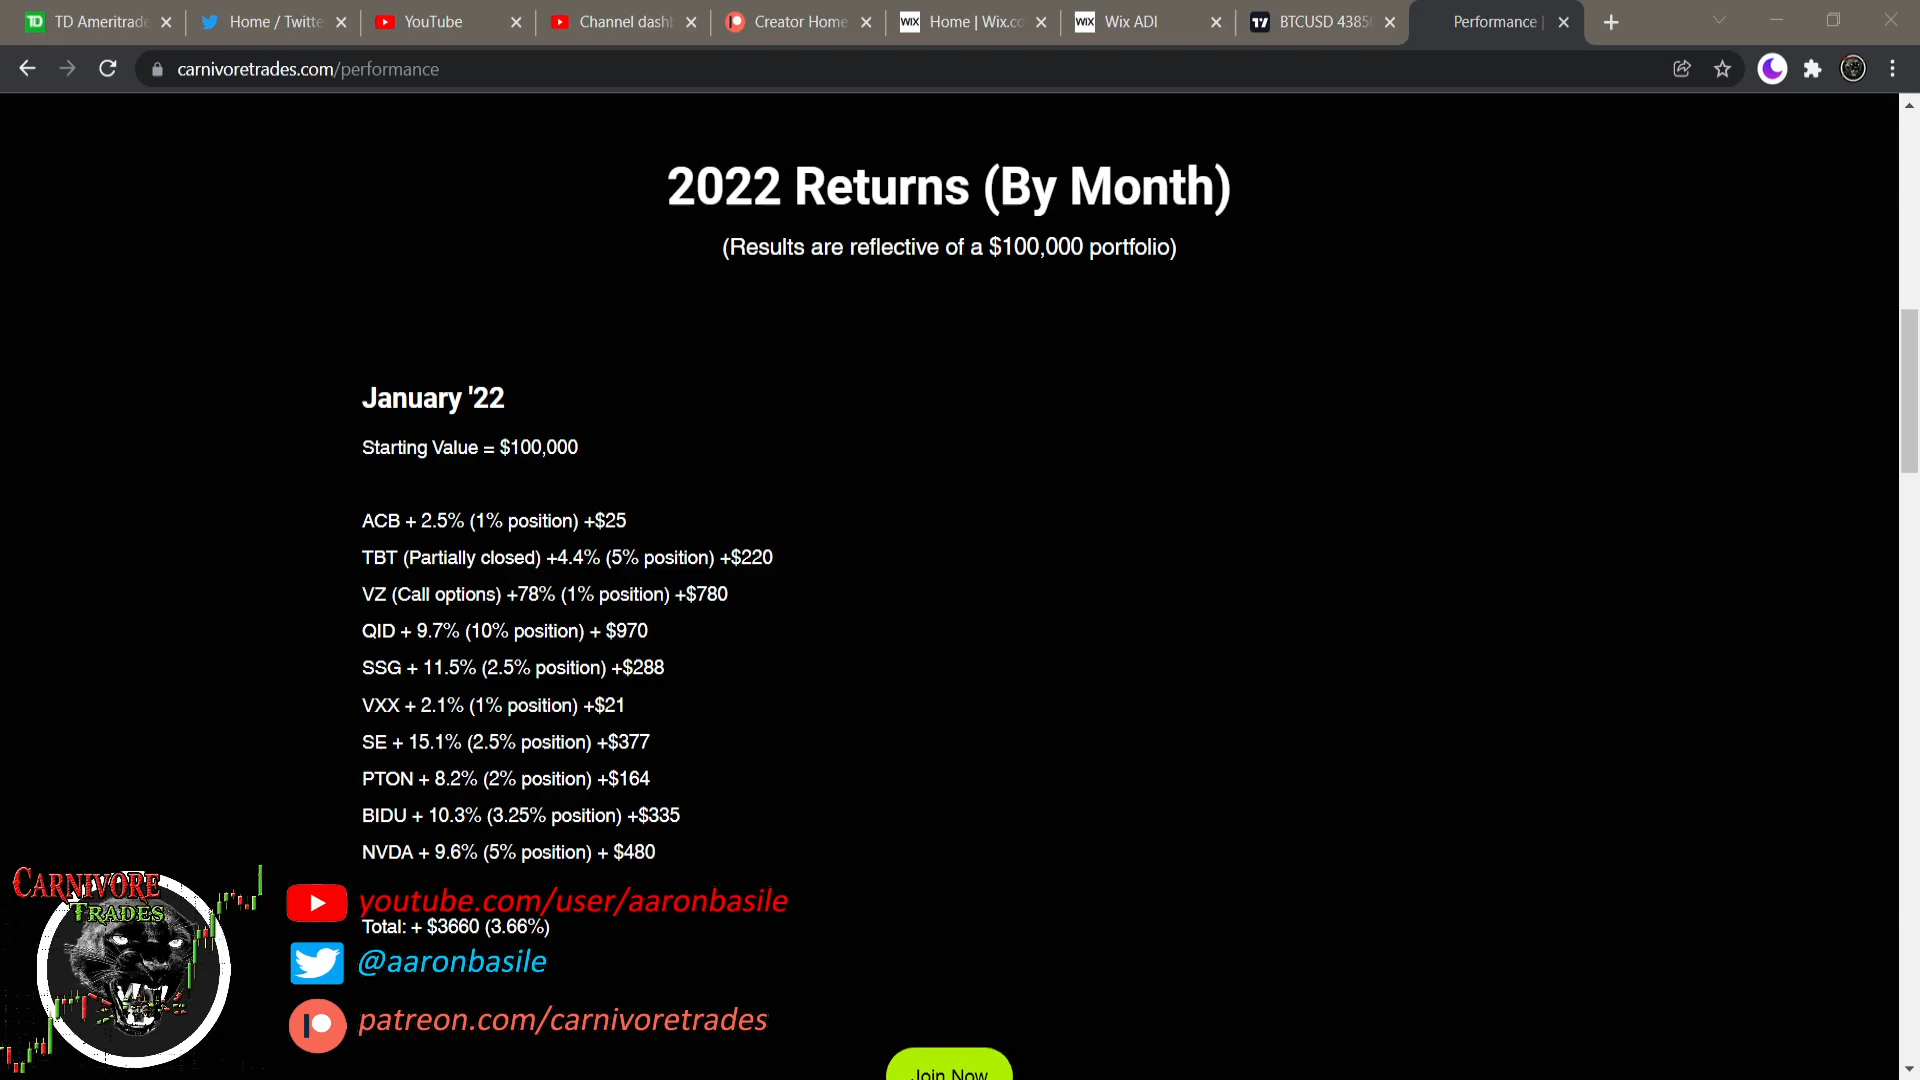 TD Ameritrade
Home / Twitte
YouTube
Channel dash
Creator Home
WIX
Home | Wix.co
WIX
Wix ADI
BTCUSD 4385
Performance |
carnivoretrades.com/performance
2022 Returns (By Month)
(Results are reflective of a $100,000 portfolio)
January '22
Starting Value = $100,000
ACB + 2.5% (1% position) +$25
TBT (Partially closed) +4.4% (5% position) +$220
VZ (Call options) +78% (1% position) +$780
QID + 9.7% (10% position) + $970
SSG + 11.5% (2.5% position) +$288
VXX + 2.1% (1% position) +$21
SE + 15.1% (2.5% position) +$377
PTON + 8.2% (2% position) +$164
BIDU + 10.3% (3.25% position) +$335
NVDA + 9.6% (5% position) + $480
CARNIVORE
TRADES
youtube.com/user/aaronbasile
Total: + $3660 (3.66%)
@aaronbasile
patreon.com/carnivoretrades
Join Now